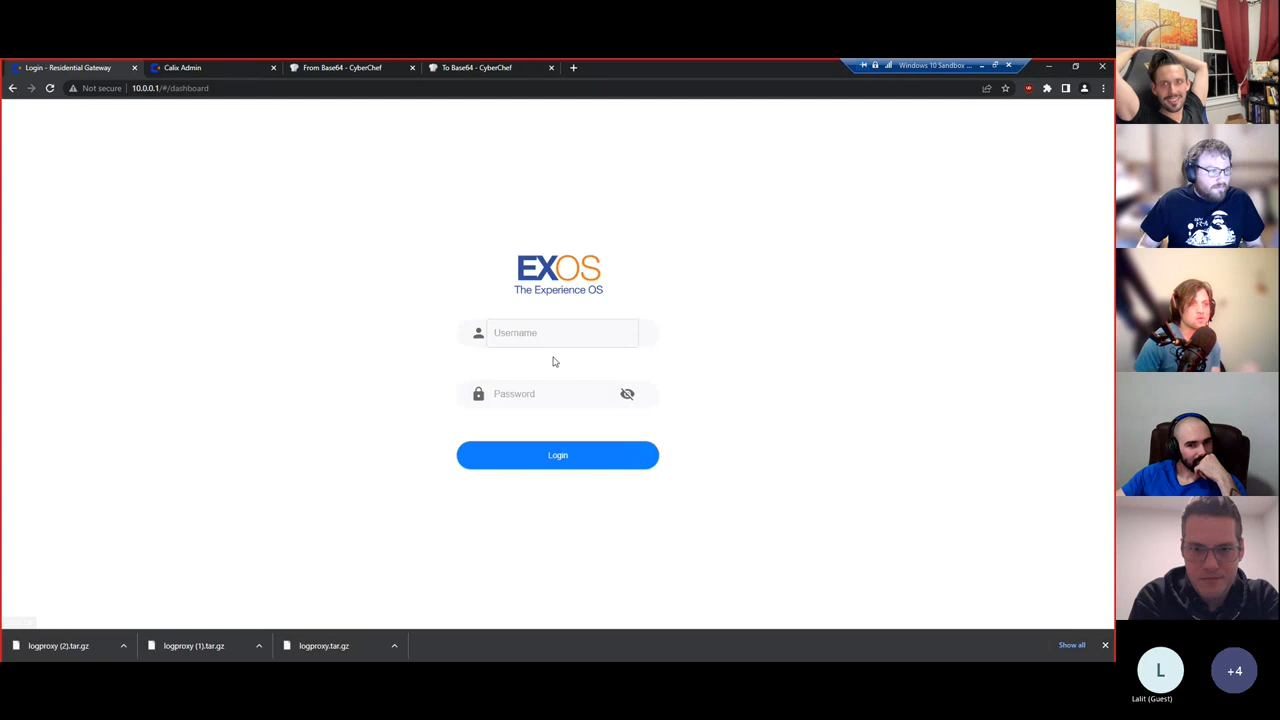 Login - Residential Gateway
Calix Admin
From Base64 - CyberChef
To Base64 - CyberChef
Windows 10 Sandbox ...
Not secure
10.0.0.1/#/dashboard
EXOS
The Experience OS
Username
Password
Login
logproxy (2).tar.gz
logproxy (1).tar.gz
logproxy.tar.gz
Show all
L
+4
Lalit (Guest)